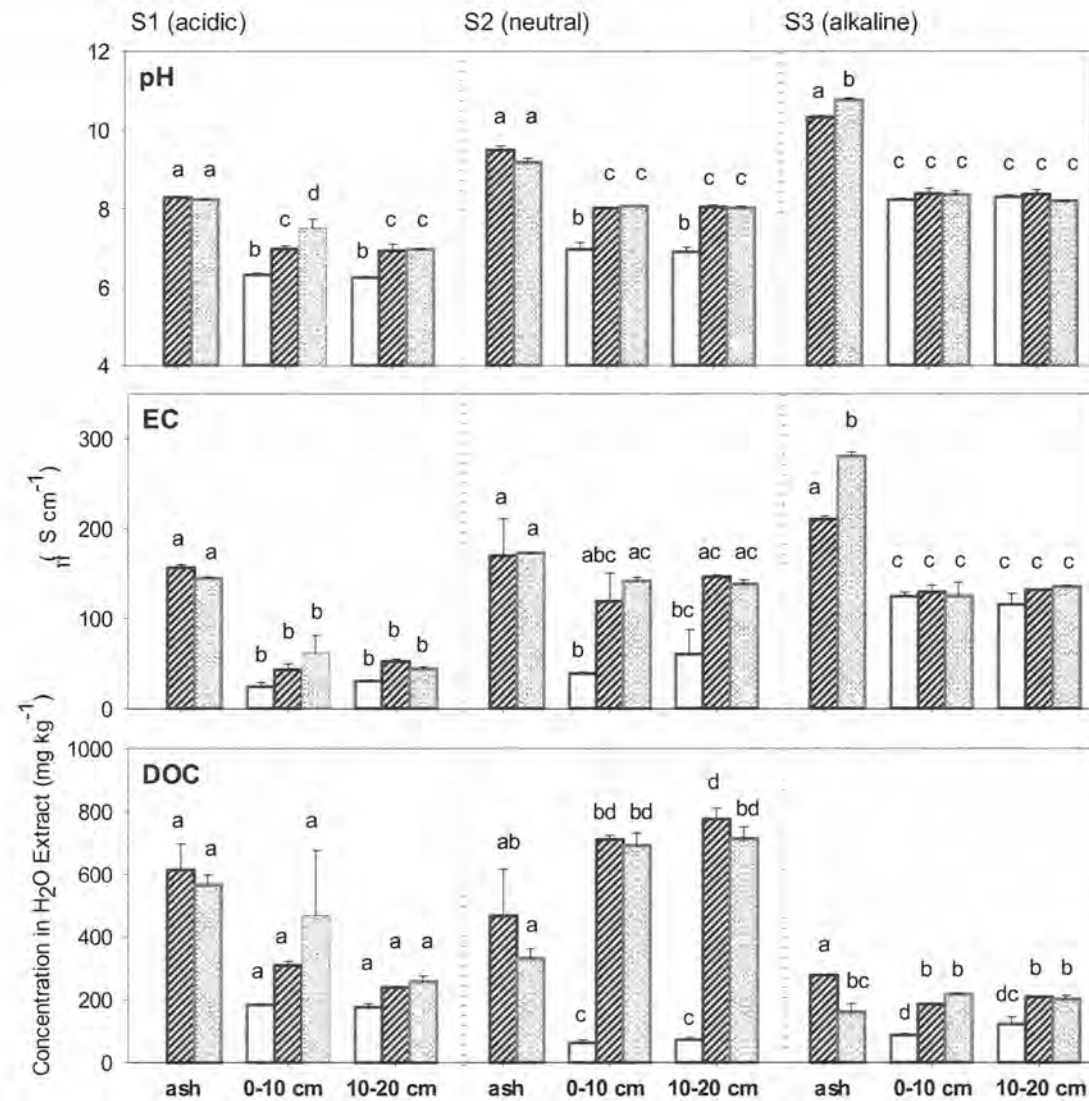 S1 (acidic) S2 (neutral) S3 (alkaline)
12
10
8
6
4
pH
a a b c d b c c
a a b c c b c c
a b c c c c c c
300
200
100
0
( S cm-1)
EC
a a b b b b b b
a a b abc ac bc ac ac
a b c c c c c c
1000
800
600
400
200
0
Concentration in H2O Extract (mg kg-1)
DOC
a a a a a a a a
ab a c bd bd c d bd
a bc d b b dc b b
ash 0-10 cm 10-20 cm ash 0-10 cm 10-20 cm ash 0-10 cm 10-20 cm